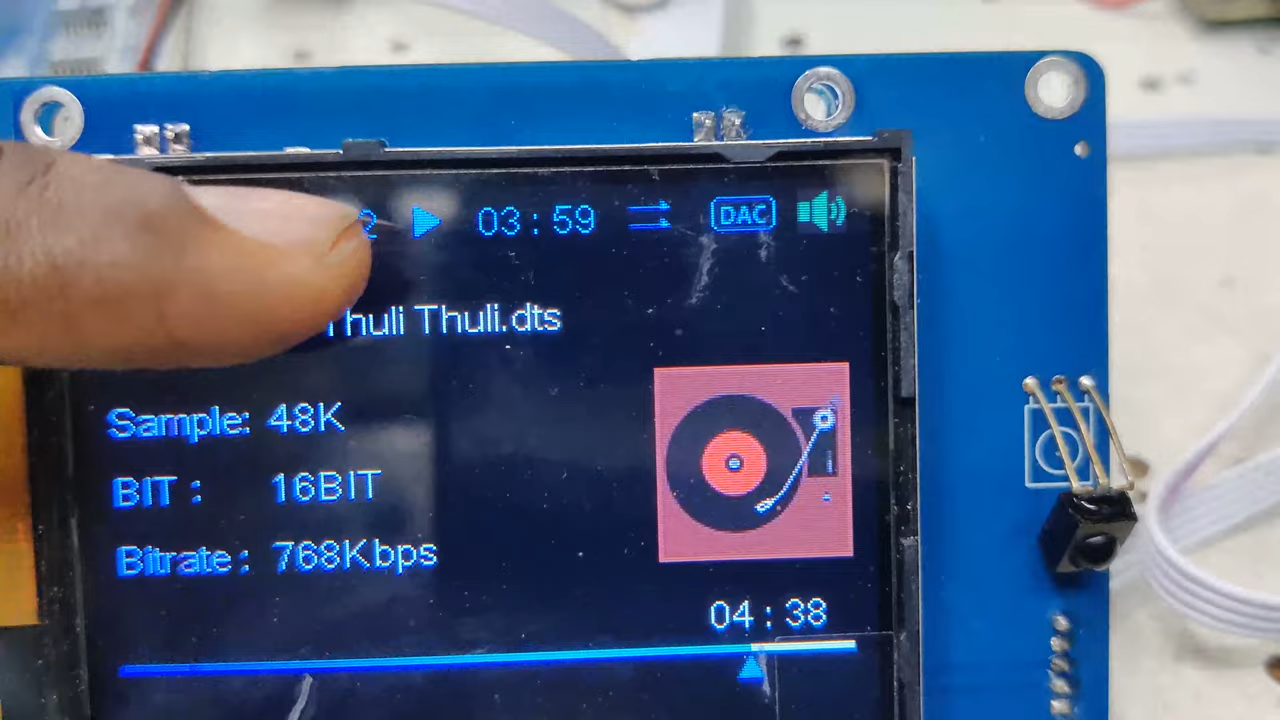 2 03:59 DAC
Thuli Thuli.dts
Sample: 48K
BIT : 16BIT
Bitrate: 768Kbps
04:38